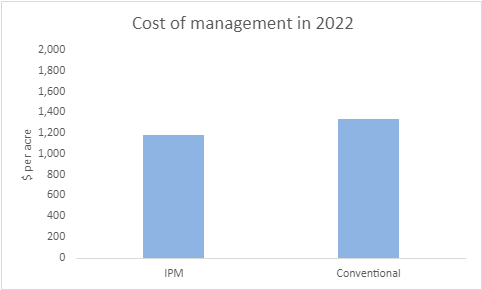 Cost of management in 2022
$ per acre
2,000
1,800
1,600
1,400
1,200
1,000
800
600
400
200
0
IPM
Conventional